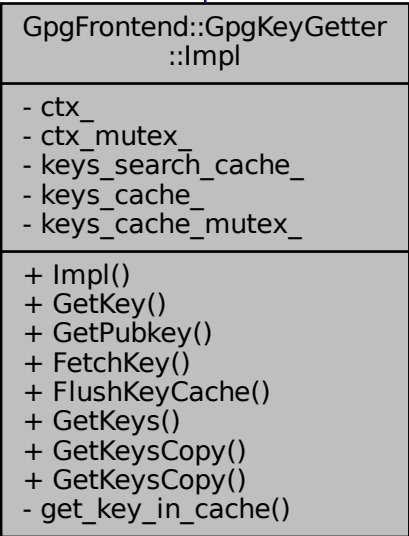 GpgFrontend::GpgKeyGetter
::Impl
- ctx_
- ctx_mutex_
- keys_search_cache_
- keys_cache_
- keys_cache_mutex_
+ Impl()
+ GetKey()
+ GetPubkey()
+ FetchKey()
+ FlushKeyCache()
+ GetKeys()
+ GetKeysCopy()
+ GetKeysCopy()
- get_key_in_cache()